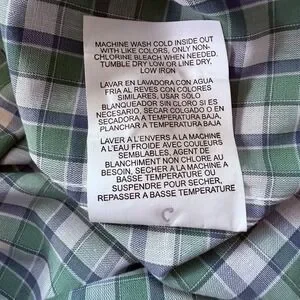 MACHINE WASH COLD INSIDE OUT
WITH LIKE COLORS, ONLY NON-
CHLORINE BLEACH WHEN NEEDED.
TUMBLE DRY LOW OR LINE DRY.
LOW IRON
LAVAR EN LAVADORA CON AGUA
FRIA AL REVES CON COLORES
SIMILARES, USAR SOLO
BLANQUEADOR SIN CLORO SI ES
NECESARIO, SECAR COLGADO O EN
SECADORA A TEMPERATURA BAJA,
PLANCHAR A TEMPERATURA BAJA.
LAVER A L'ENVERS A LA MACHINE
A L'EAU FROIDE AVEC COULEURS
SEMBLABLES, AGENT DE
BLANCHIMENT NON CHLORE AU
BESOIN, SECHER A LA MACHINE A
BASSE TEMPERATURE OU
SUSPENDRE POUR SECHER,
REPASSER A BASSE TEMPERATURE
C